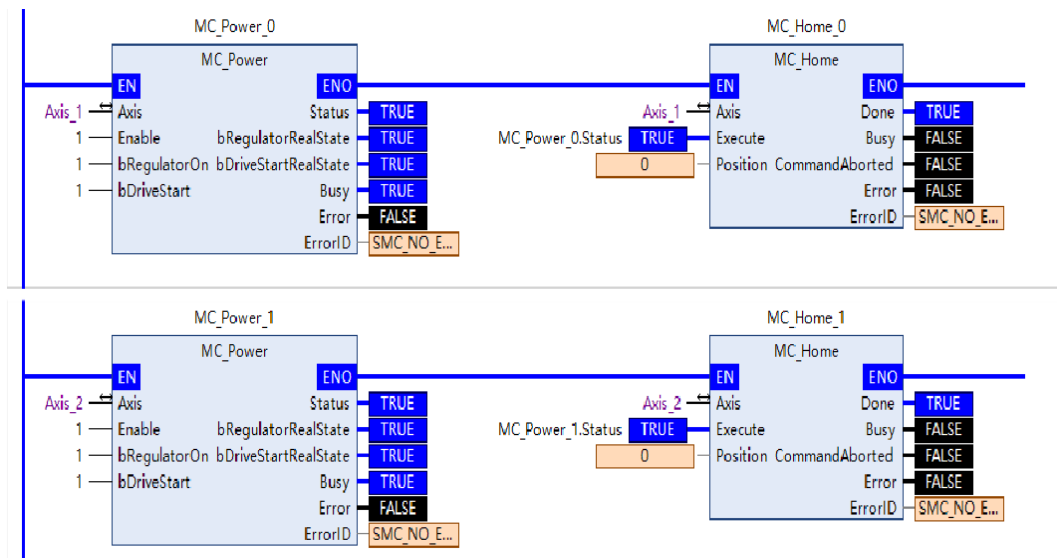 MC_Power_0 MC_Home_0
MC_Power MC_Home
EN ENO EN ENO
Axis_1 Axis Status TRUE Axis_1 Axis Done TRUE
1 Enable bRegulatorRealState TRUE MC_Power_0.Status TRUE Execute Busy FALSE
1 bRegulatorOn bDriveStartRealState TRUE 0 Position CommandAborted FALSE
1 bDriveStart Busy TRUE Error FALSE
Error FALSE ErrorID SMC_NO_E...
ErrorID SMC_NO_E...
MC_Power_1 MC_Home_1
MC_Power MC_Home
EN ENO EN ENO
Axis_2 Axis Status TRUE Axis_2 Axis Done TRUE
1 Enable bRegulatorRealState TRUE MC_Power_1.Status TRUE Execute Busy FALSE
1 bRegulatorOn bDriveStartRealState TRUE 0 Position CommandAborted FALSE
1 bDriveStart Busy TRUE Error FALSE
Error FALSE ErrorID SMC_NO_E...
ErrorID SMC_NO_E...